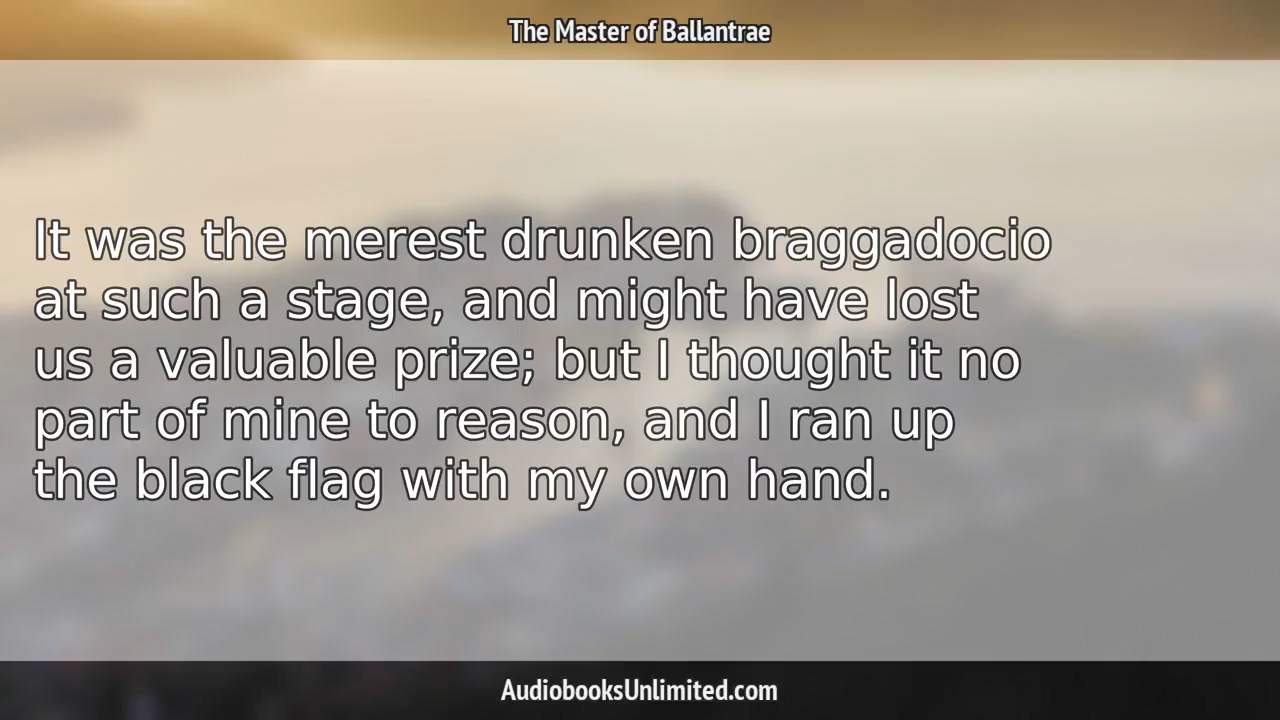 The Master of Ballantrae
It was the merest drunken braggadocio
at such a stage, and might have lost
us a valuable prize; but I thought it no
part of mine to reason, and I ran up
the black flag with my own hand.
AudiobooksUnlimited.com